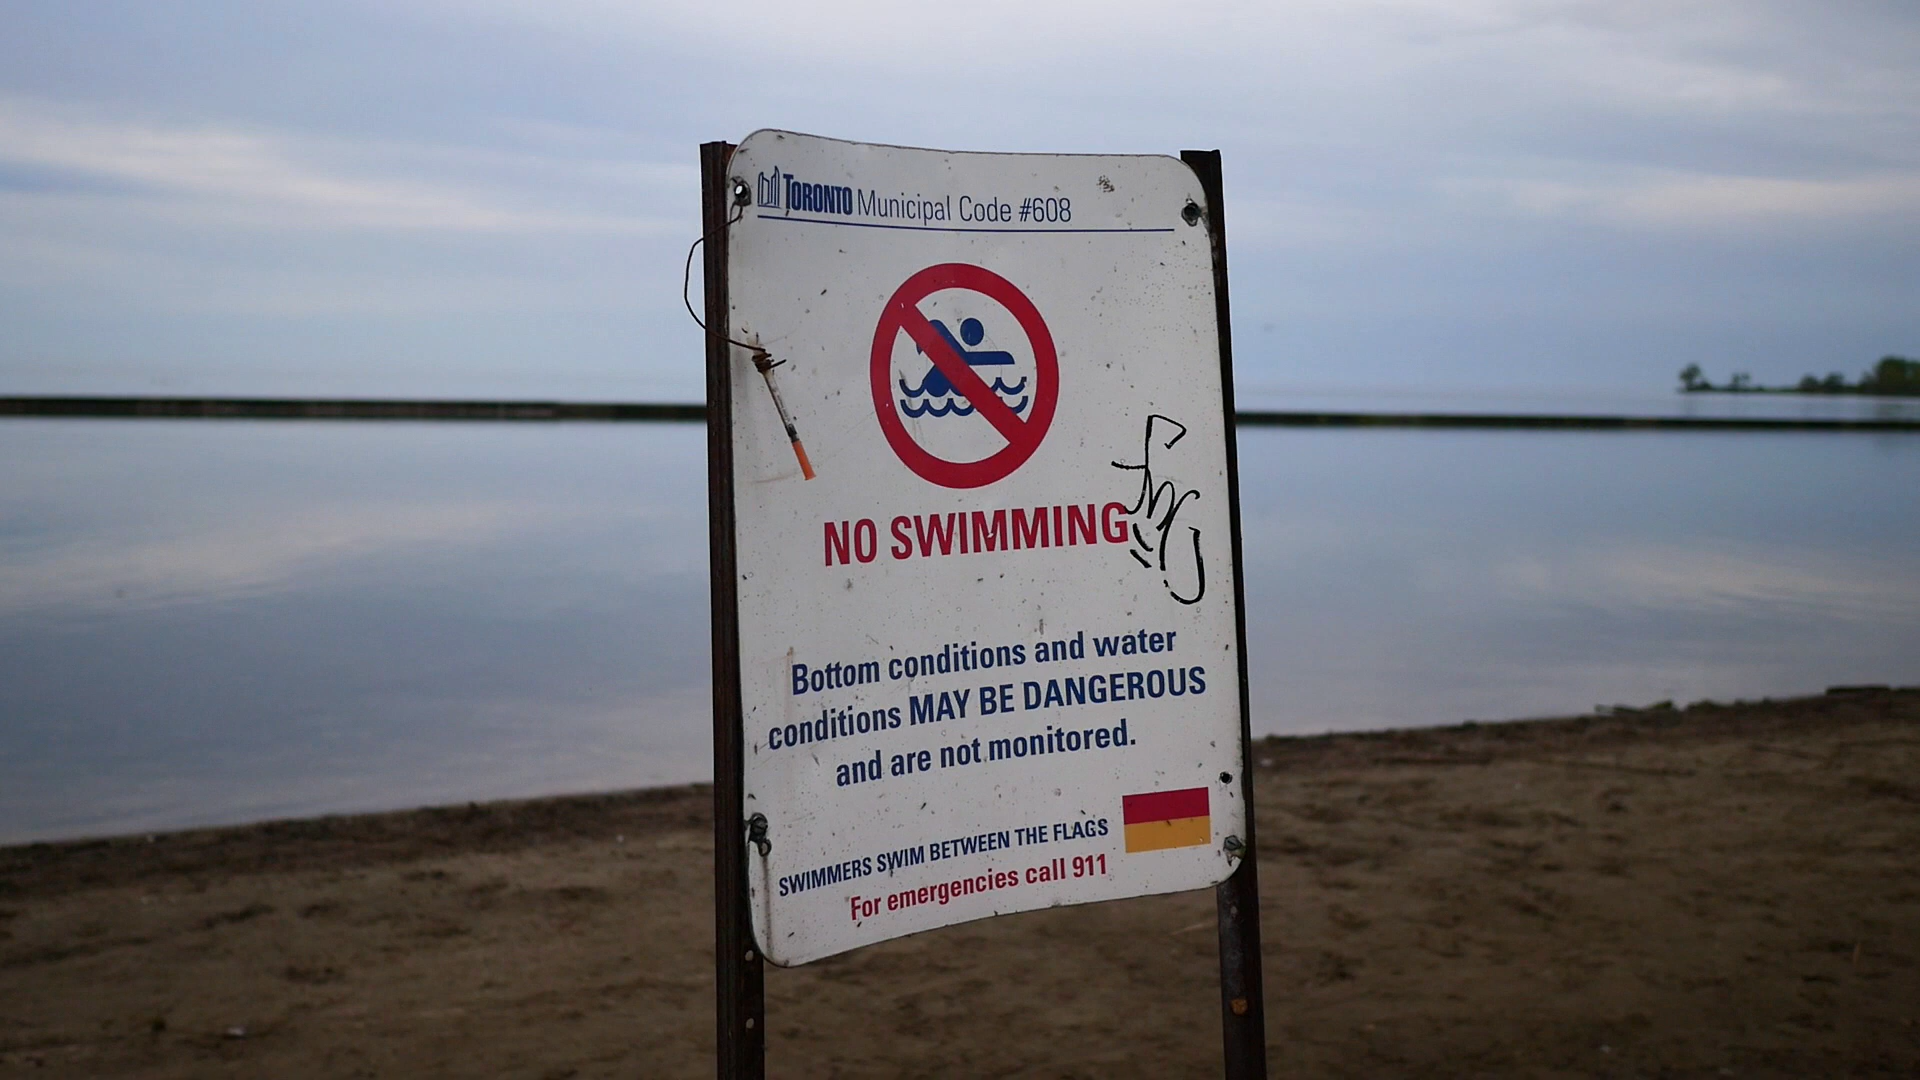 TORONTO Municipal Code #608
NO SWIMMING
Bottom conditions and water
conditions MAY BE DANGEROUS
and are not monitored.
SWIMMERS SWIM BETWEEN THE FLAGS
For emergencies call 911